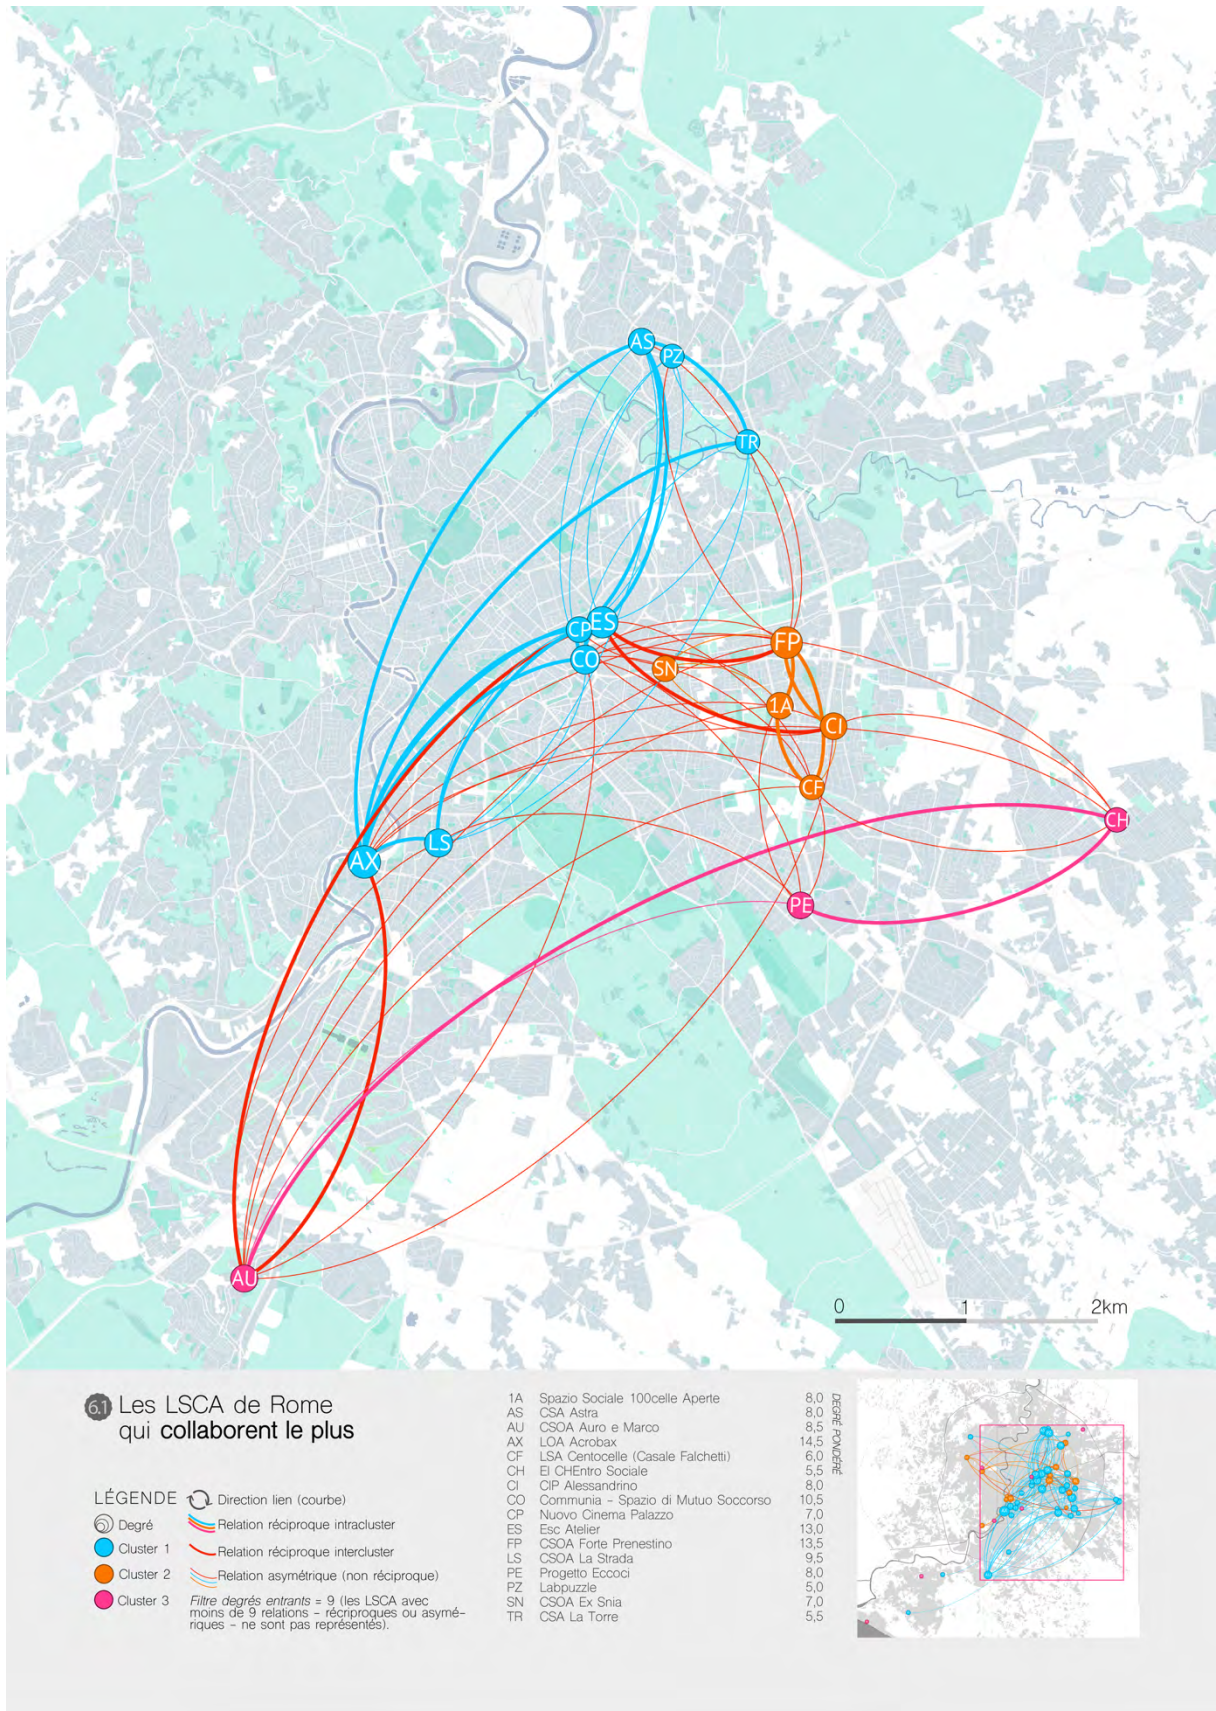 AS
PZ
TR
ES
CP
CO
FP
SN
1A
CI
CF
CH
LS
AX
PE
AU
0 1 2km
6.1 Les LSCA de Rome
qui collaborent le plus
LÉGENDE
Direction lien (courbe)
Degré
Relation réciproque intracluster
Cluster 1
Relation réciproque intercluster
Cluster 2
Relation asymétrique (non réciproque)
Cluster 3
Filtre degrés entrants = 9 (les LSCA avec
moins de 9 relations - récriproques ou asymé-
riques - ne sont pas représentés).
DEGRÉ PONDÉRÉ
1A Spazio Sociale 100celle Aperte 8,0
AS CSA Astra 8,0
AU CSOA Auro e Marco 8,5
AX LOA Acrobax 14,5
CF LSA Centocelle (Casale Falchetti) 6,0
CH El CHEntro Sociale 5,5
CI CIP Alessandrino 8,0
CO Communia - Spazio di Mutuo Soccorso 10,5
CP Nuovo Cinema Palazzo 7,0
ES Esc Atelier 13,0
FP CSOA Forte Prenestino 13,5
LS CSOA La Strada 9,5
PE Progetto Eccoci 8,0
PZ Labpuzzle 5,0
SN CSOA Ex Snia 7,0
TR CSA La Torre 5,5